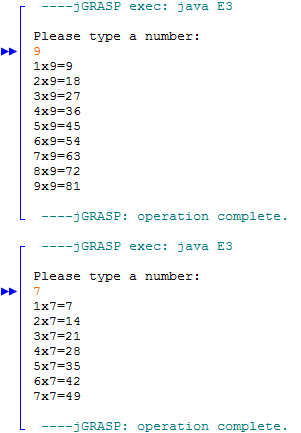 ----jGRASP exec: java E3
Please type a number:
9
1x9=9
2x9=18
3x9=27
4x9=36
5x9=45
6x9=54
7x9=63
8x9=72
9x9=81
----jGRASP: operation complete.
----jGRASP exec: java E3
Please type a number:
7
1x7=7
2x7=14
3x7=21
4x7=28
5x7=35
6x7=42
7x7=49
----jGRASP: operation complete.